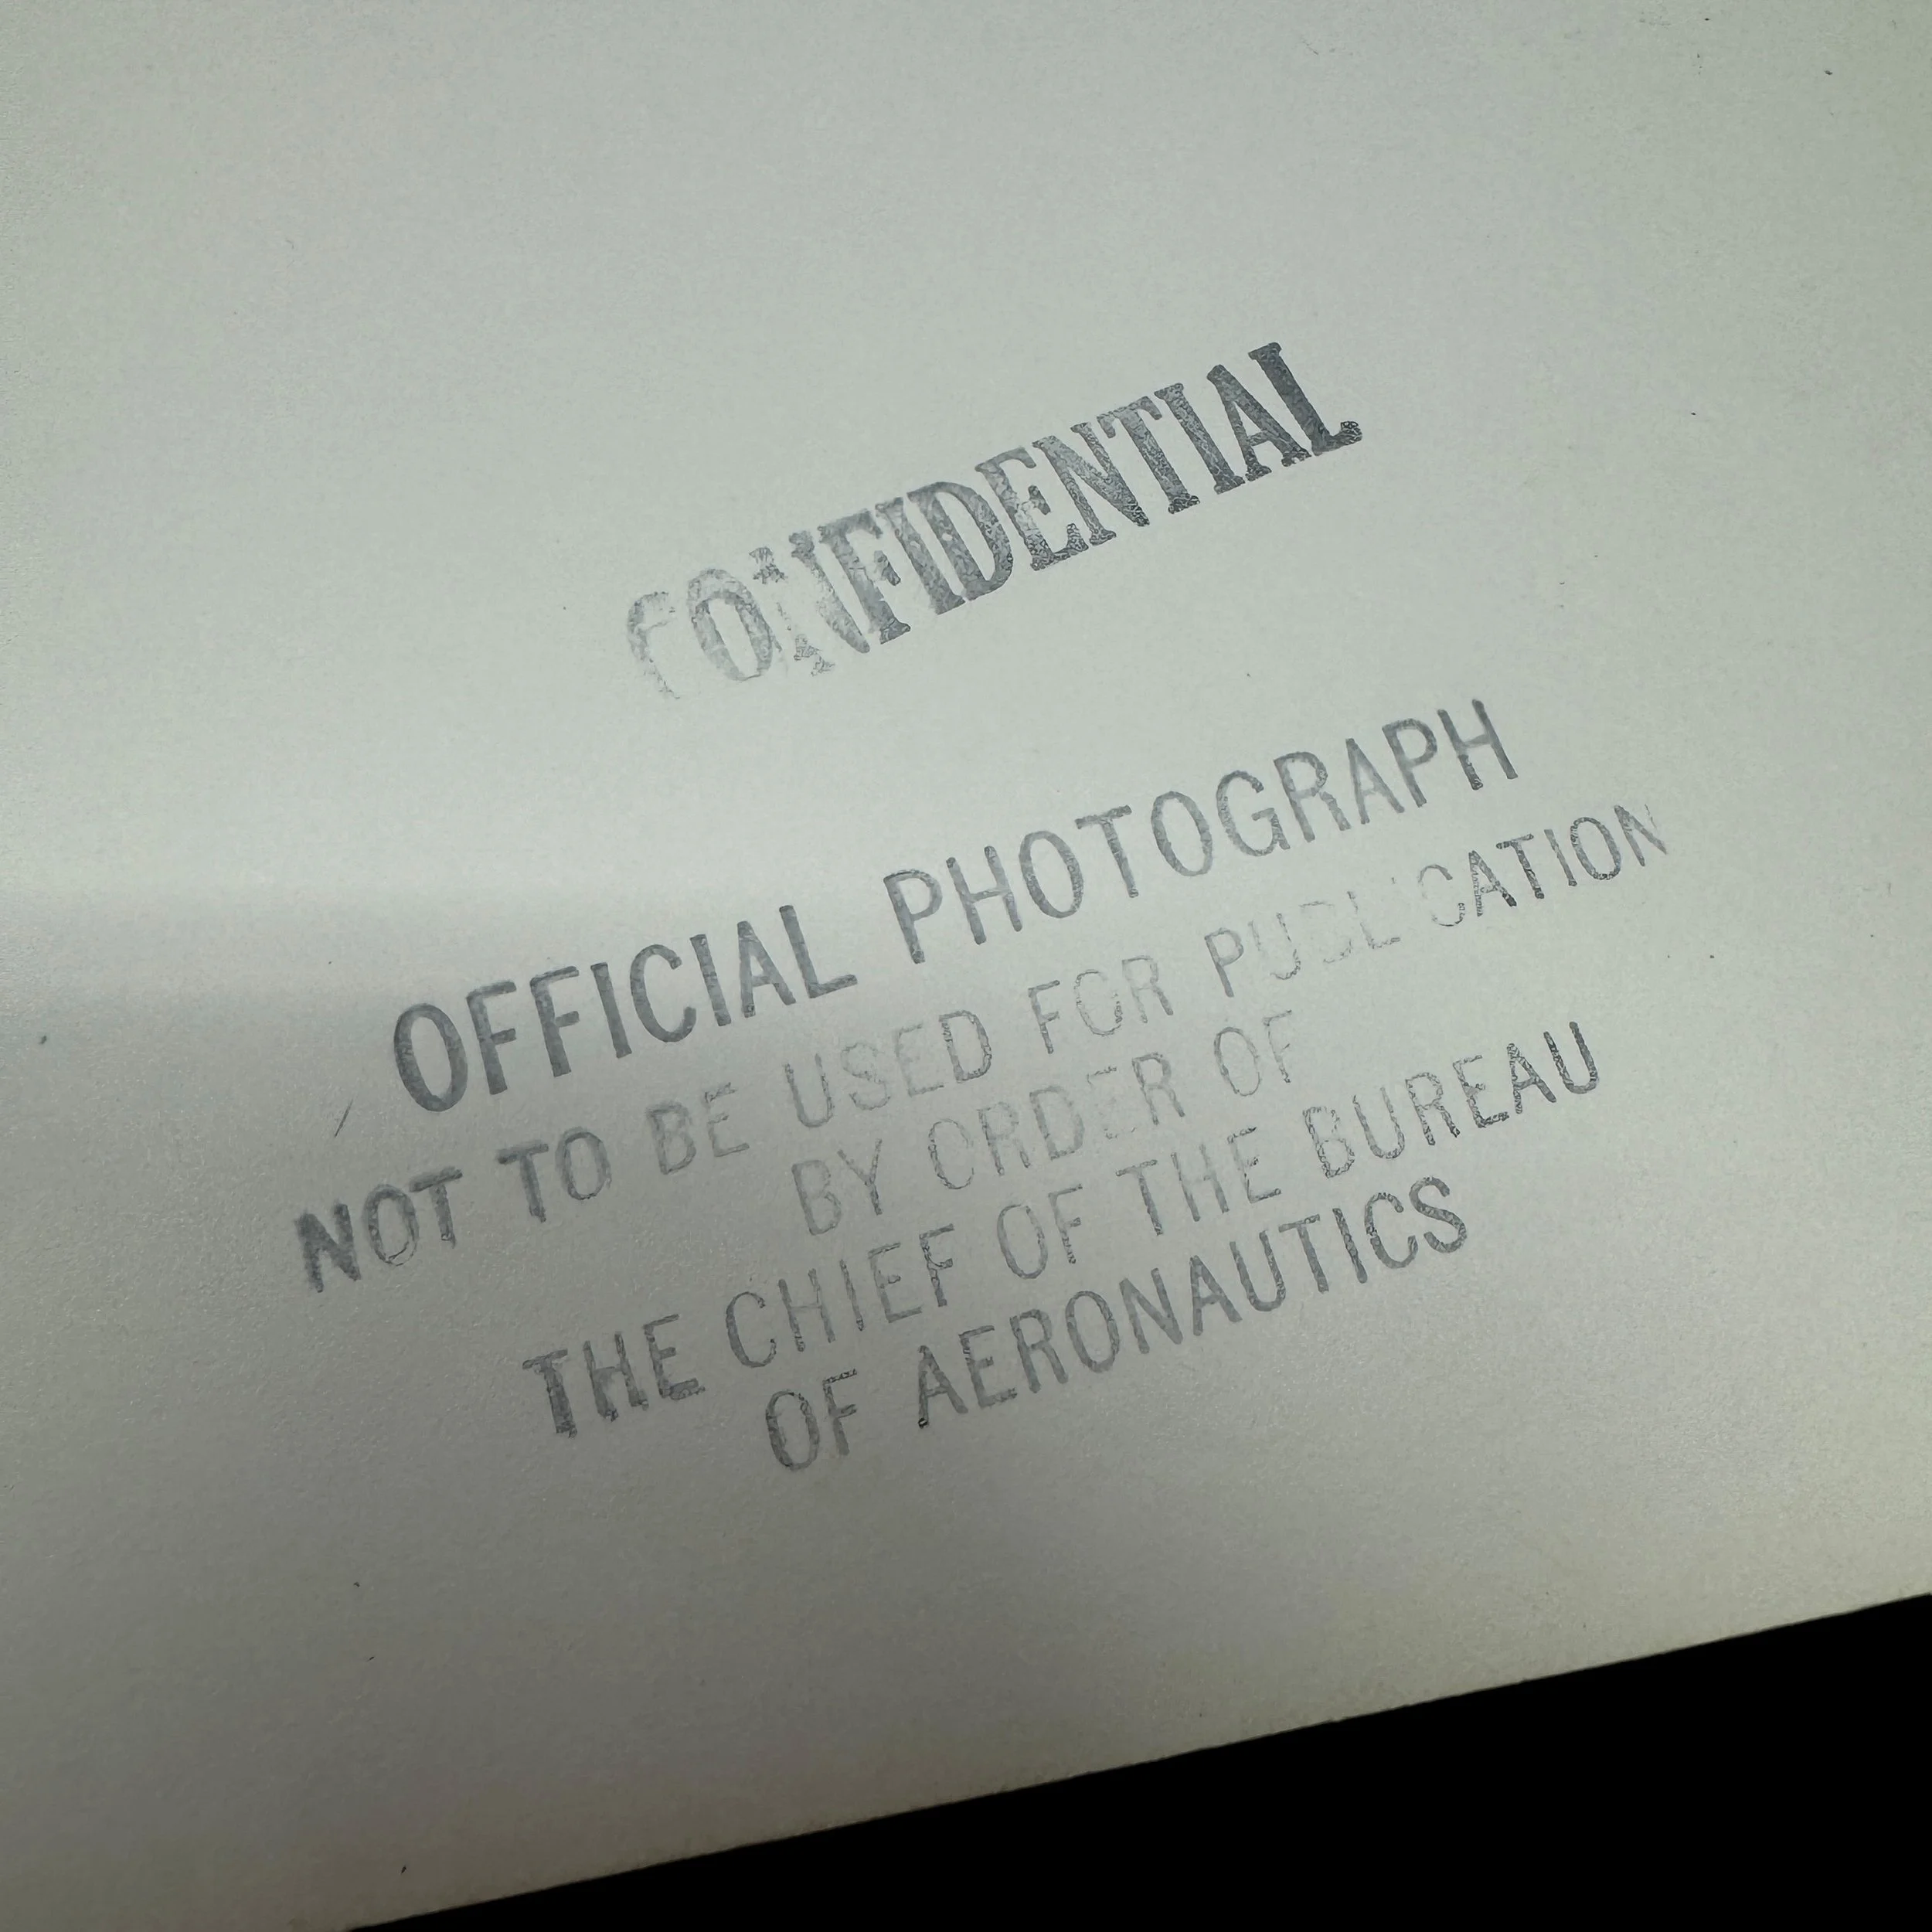 CONFIDENTIAL
OFFICIAL PHOTOGRAPH
NOT TO BE USED FOR PUBLICATION
BY ORDER OF
THE CHIEF OF THE BUREAU
OF AERONAUTICS